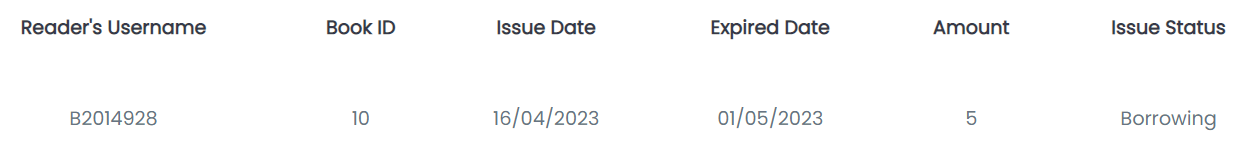 Reader's Username Book ID Issue Date Expired Date Amount Issue Status
B2014928 10 16/04/2023 01/05/2023 5 Borrowing